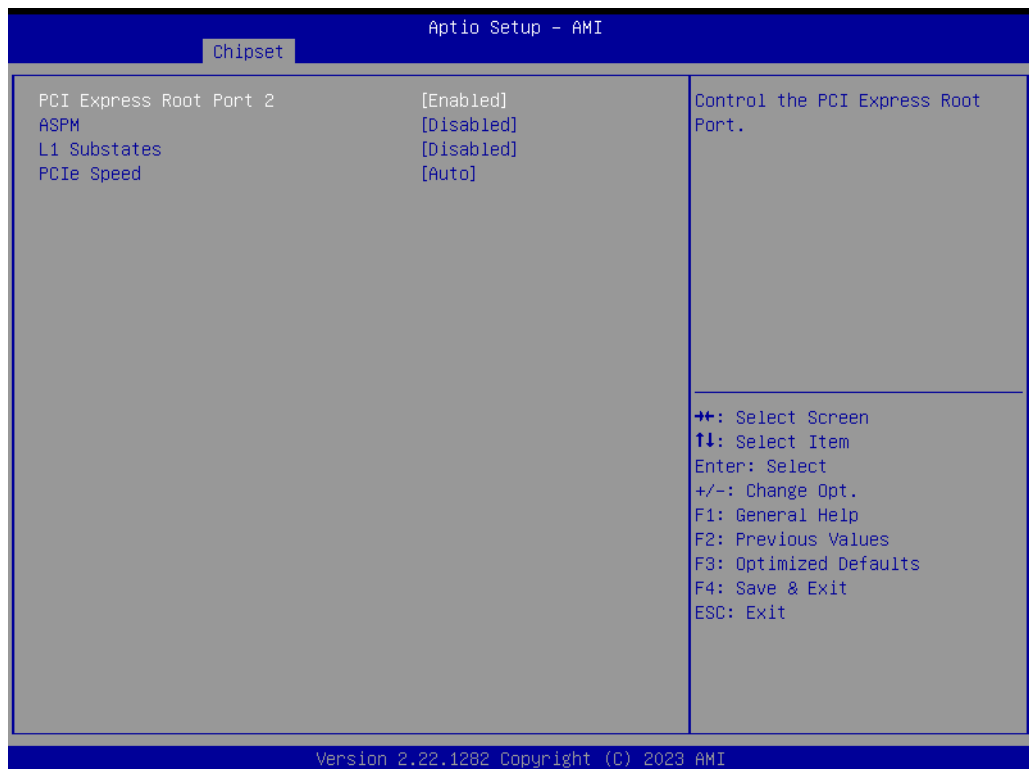 Aptio Setup – AMI
Chipset
PCI Express Root Port 2 [Enabled]
ASPM [Disabled]
L1 Substates [Disabled]
PCIe Speed [Auto]
Control the PCI Express Root
Port.
→←: Select Screen
↑↓: Select Item
Enter: Select
+/-: Change Opt.
F1: General Help
F2: Previous Values
F3: Optimized Defaults
F4: Save & Exit
ESC: Exit
Version 2.22.1282 Copyright (C) 2023 AMI